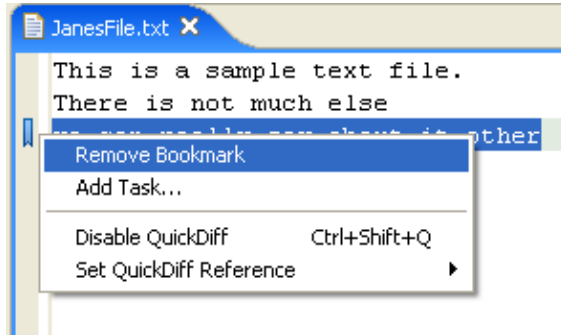 JanesFile.txt
This is a sample text file.
There is not much else
other
Remove Bookmark
Add Task...
Disable QuickDiff Ctrl+Shift+Q
Set QuickDiff Reference